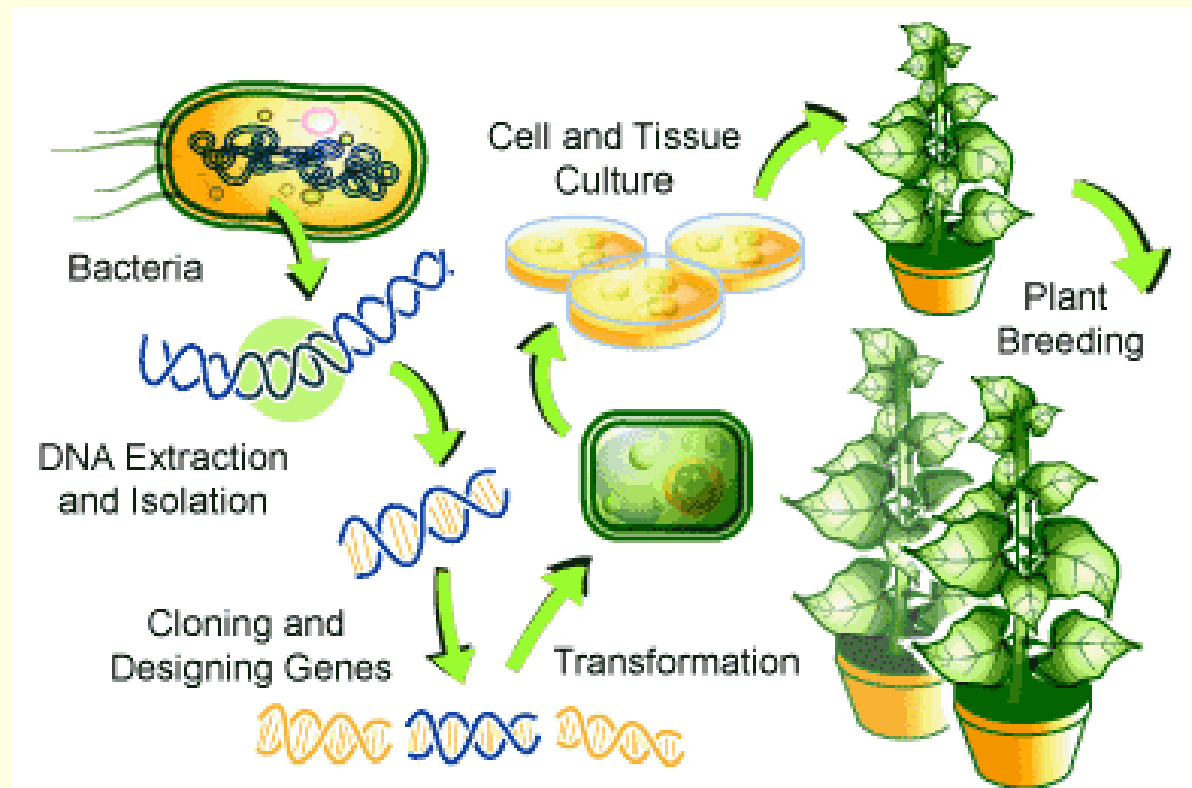 Bacteria
DNA Extraction
and Isolation
Cloning and
Designing Genes
Transformation
Cell and Tissue
Culture
Plant
Breeding